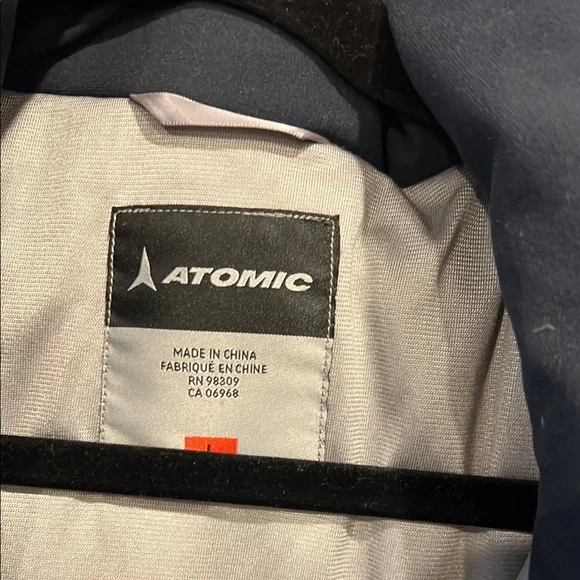 ATOMIC
MADE IN CHINA
FABRIQUÉ EN CHINE
RN 98309
CA 06968